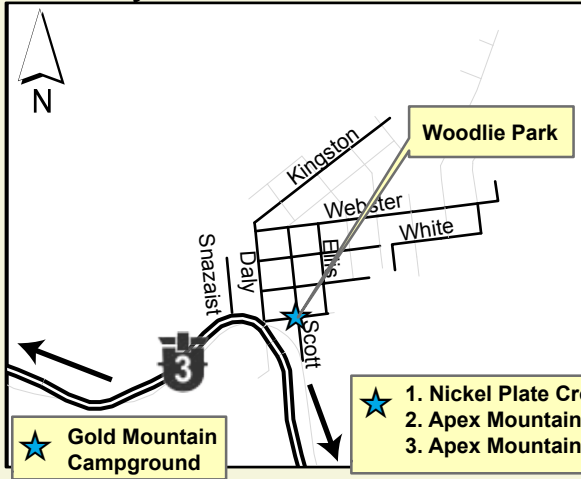 N
Woodlie Park
Kingston
Webster
White
Ellis
Snazaist
Daly
Scott
3
Gold Mountain
Campground
1. Nickel Plate Cre
2. Apex Mountain
3. Apex Mountain